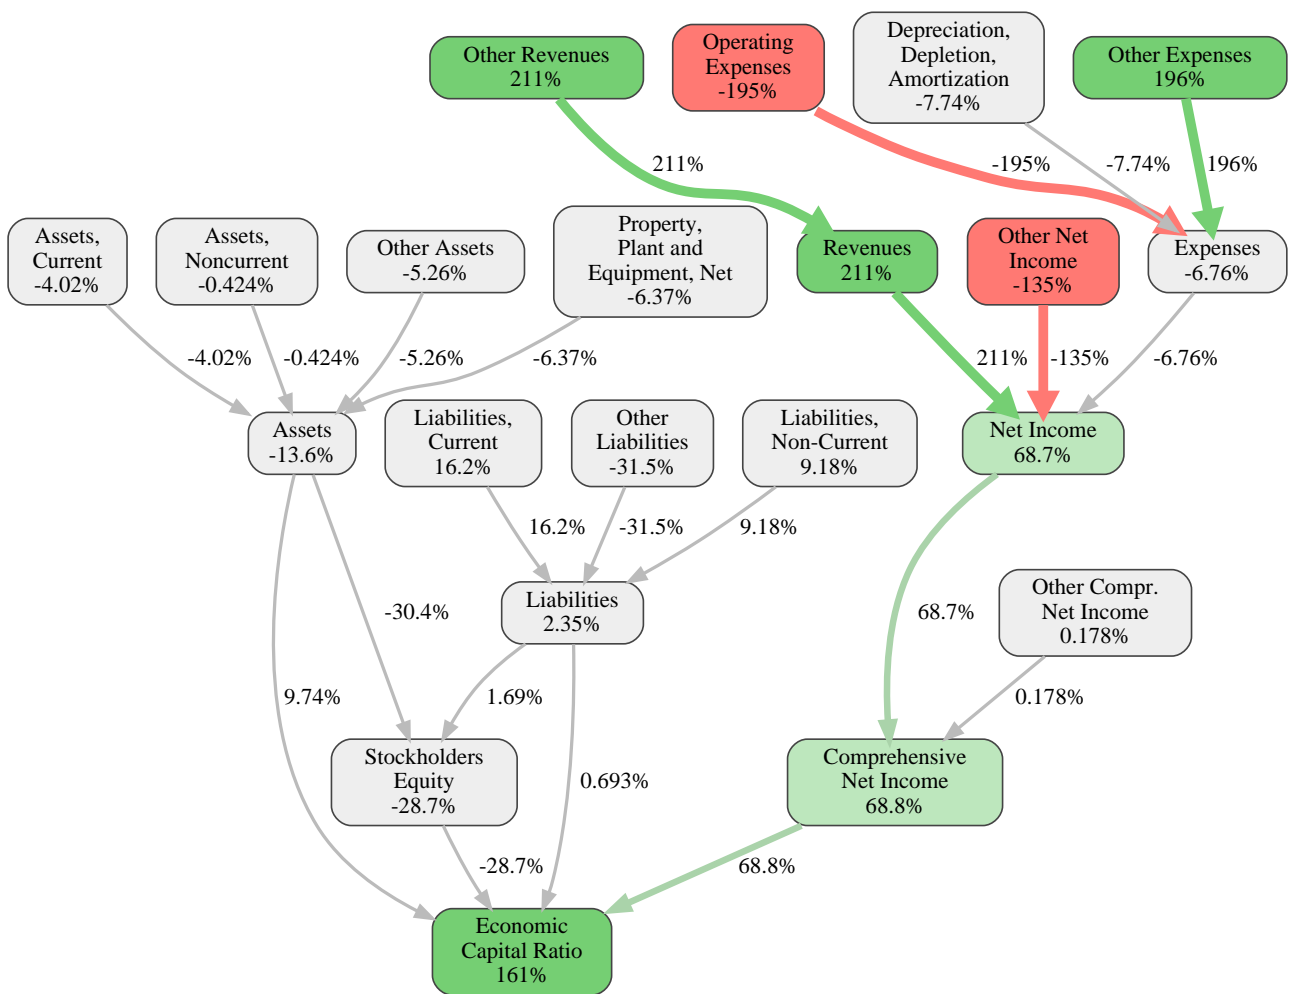 Other Revenues
211%
Operating
Expenses
-195%
Depreciation,
Depletion,
Amortization
-7.74%
Other Expenses
196%
211%
-195%
-7.74%
196%
Assets,
Current
-4.02%
Assets,
Noncurrent
-0.424%
Other Assets
-5.26%
Property,
Plant and
Equipment, Net
-6.37%
Revenues
211%
Other Net
Income
-135%
Expenses
-6.76%
-4.02%
-0.424%
-5.26%
-6.37%
211%
-135%
-6.76%
Assets
-13.6%
Liabilities,
Current
16.2%
Other
Liabilities
-31.5%
Liabilities,
Non-Current
9.18%
Net Income
68.7%
16.2%
-31.5%
9.18%
-30.4%
Liabilities
2.35%
68.7%
Other Compr.
Net Income
0.178%
9.74%
1.69%
0.178%
Stockholders
Equity
-28.7%
0.693%
Comprehensive
Net Income
68.8%
-28.7%
68.8%
Economic
Capital Ratio
161%